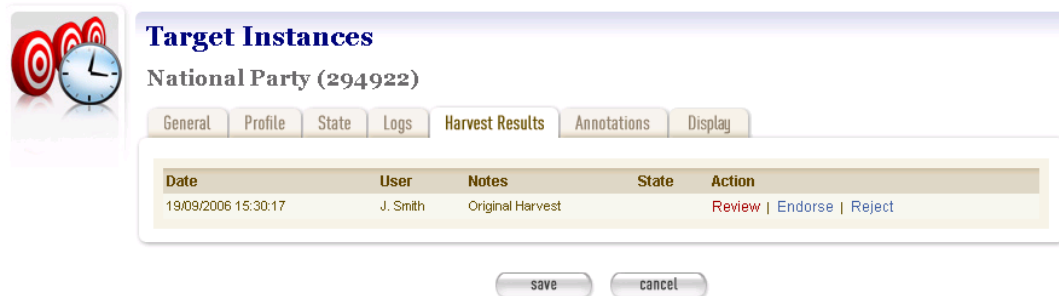 Target Instances
National Party (294922)
General Profile State Logs Harvest Results Annotations Display
Date User Notes State Action
19/09/2006 15:30:17 J. Smith Original Harvest Review | Endorse | Reject
save cancel